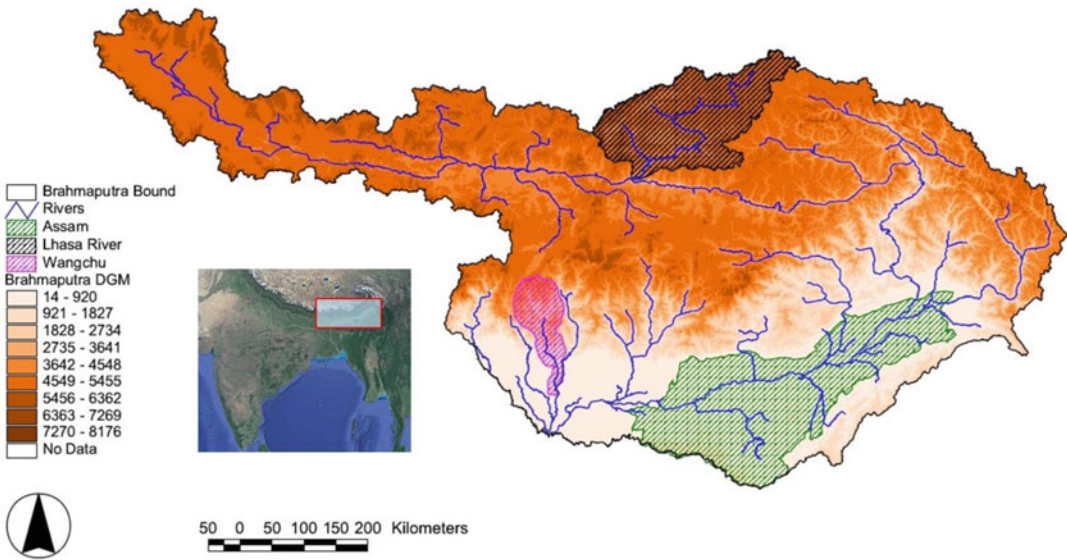 Brahmaputra Bound
Rivers
Assam
Lhasa River
Wangchu
Brahmaputra DGM
14 - 920
921 - 1827
1828 - 2734
2735 - 3641
3642 - 4548
4549 - 5455
5456 - 6362
6363 - 7269
7270 - 8176
No Data
50 0 50 100 150 200 Kilometers